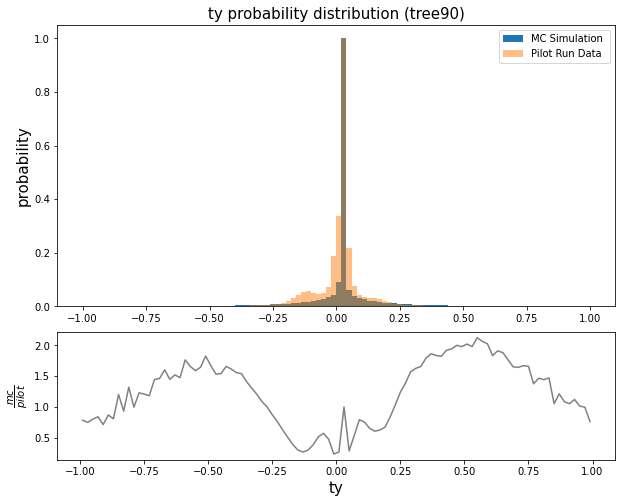 ty probability distribution (tree90)
MC Simulation
Pilot Run Data
probability
1.0
0.8
0.6
0.4
0.2
0.0
−1.00 −0.75 −0.50 −0.25 0.00 0.25 0.50 0.75 1.00
mc
pilot
2.0
1.5
1.0
0.5
−1.00 −0.75 −0.50 −0.25 0.00 0.25 0.50 0.75 1.00
ty